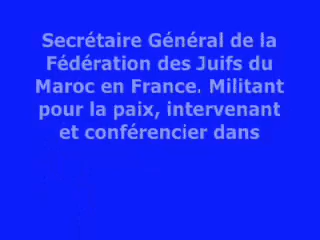 Secrétaire Général de la
Fédération des Juifs du
Maroc en France. Militant
pour la paix, intervenant
et conférencier dans